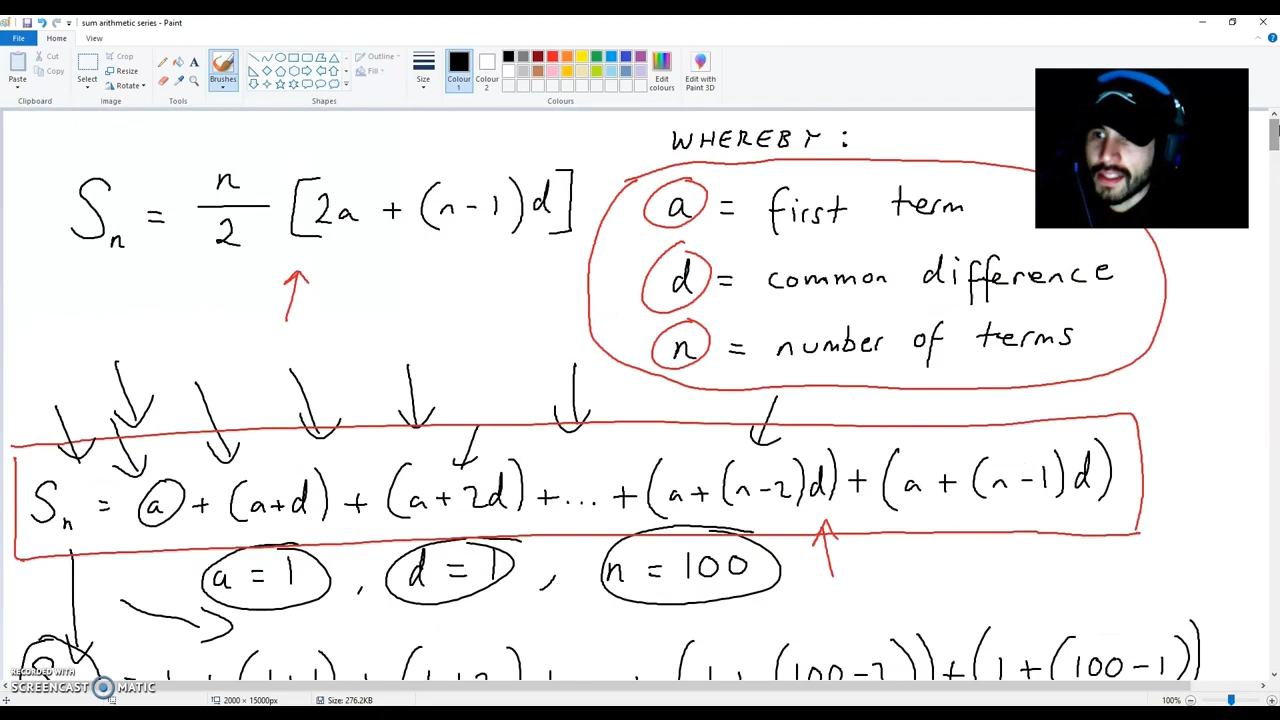 sum arithmetic series - Paint
File Home View
Paste
Cut
Copy
Clipboard
Select
Crop
Resize
Rotate
Image
Tools
Brushes
Shapes
Outline
Fill
Size
Colour 1
Colour 2
Edit colours
Colours
Edit with Paint 3D
WHEREBY :
Sn = n/2 [2a + (n-1)d]
a = first term
d = common difference
n = number of terms
Sn = a + (a+d) + (a+2d) +...+ (a+(n-2)d) + (a+(n-1)d)
a = 1 , d = 1 , n = 100
+ (1 + (100-1))
RECORDED WITH
SCREENCAST MATIC
2000 × 15000px
Size: 276.2KB
100%